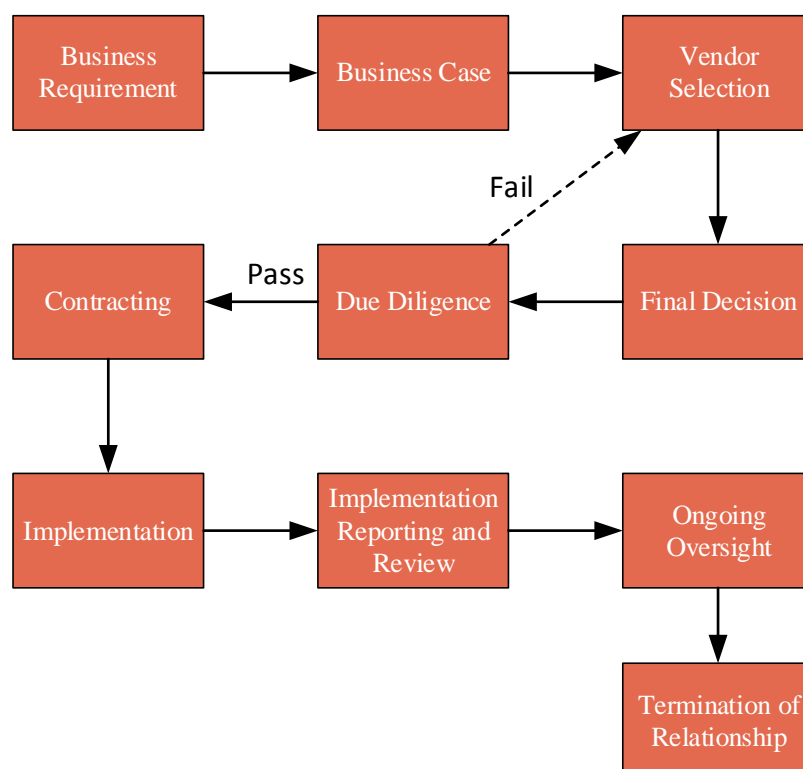 Business
Requirement
Business Case
Vendor
Selection
Fail
Contracting
Pass
Due Diligence
Final Decision
Implementation
Implementation
Reporting and
Review
Ongoing
Oversight
Termination of
Relationship